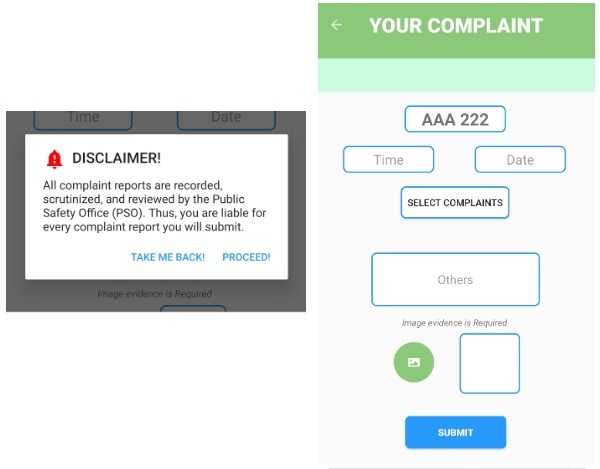 Time
Date
DISCLAIMER!
All complaint reports are recorded,
scrutinized, and reviewed by the Public
Safety Office (PSO). Thus, you are liable for
every complaint report you will submit.
TAKE ME BACK!
PROCEED!
Image evidence is Required
YOUR COMPLAINT
AAA 222
Time
Date
SELECT COMPLAINTS
Others
Image evidence is Required
SUBMIT